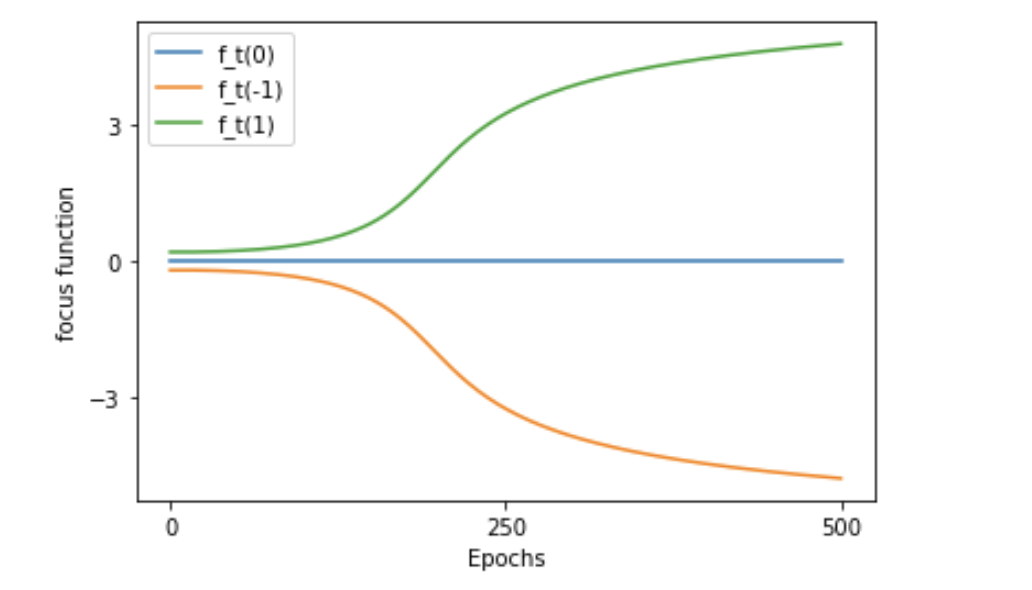 f_t(0)
f_t(-1)
f_t(1)
3
0
−3
focus function
0
250
500
Epochs